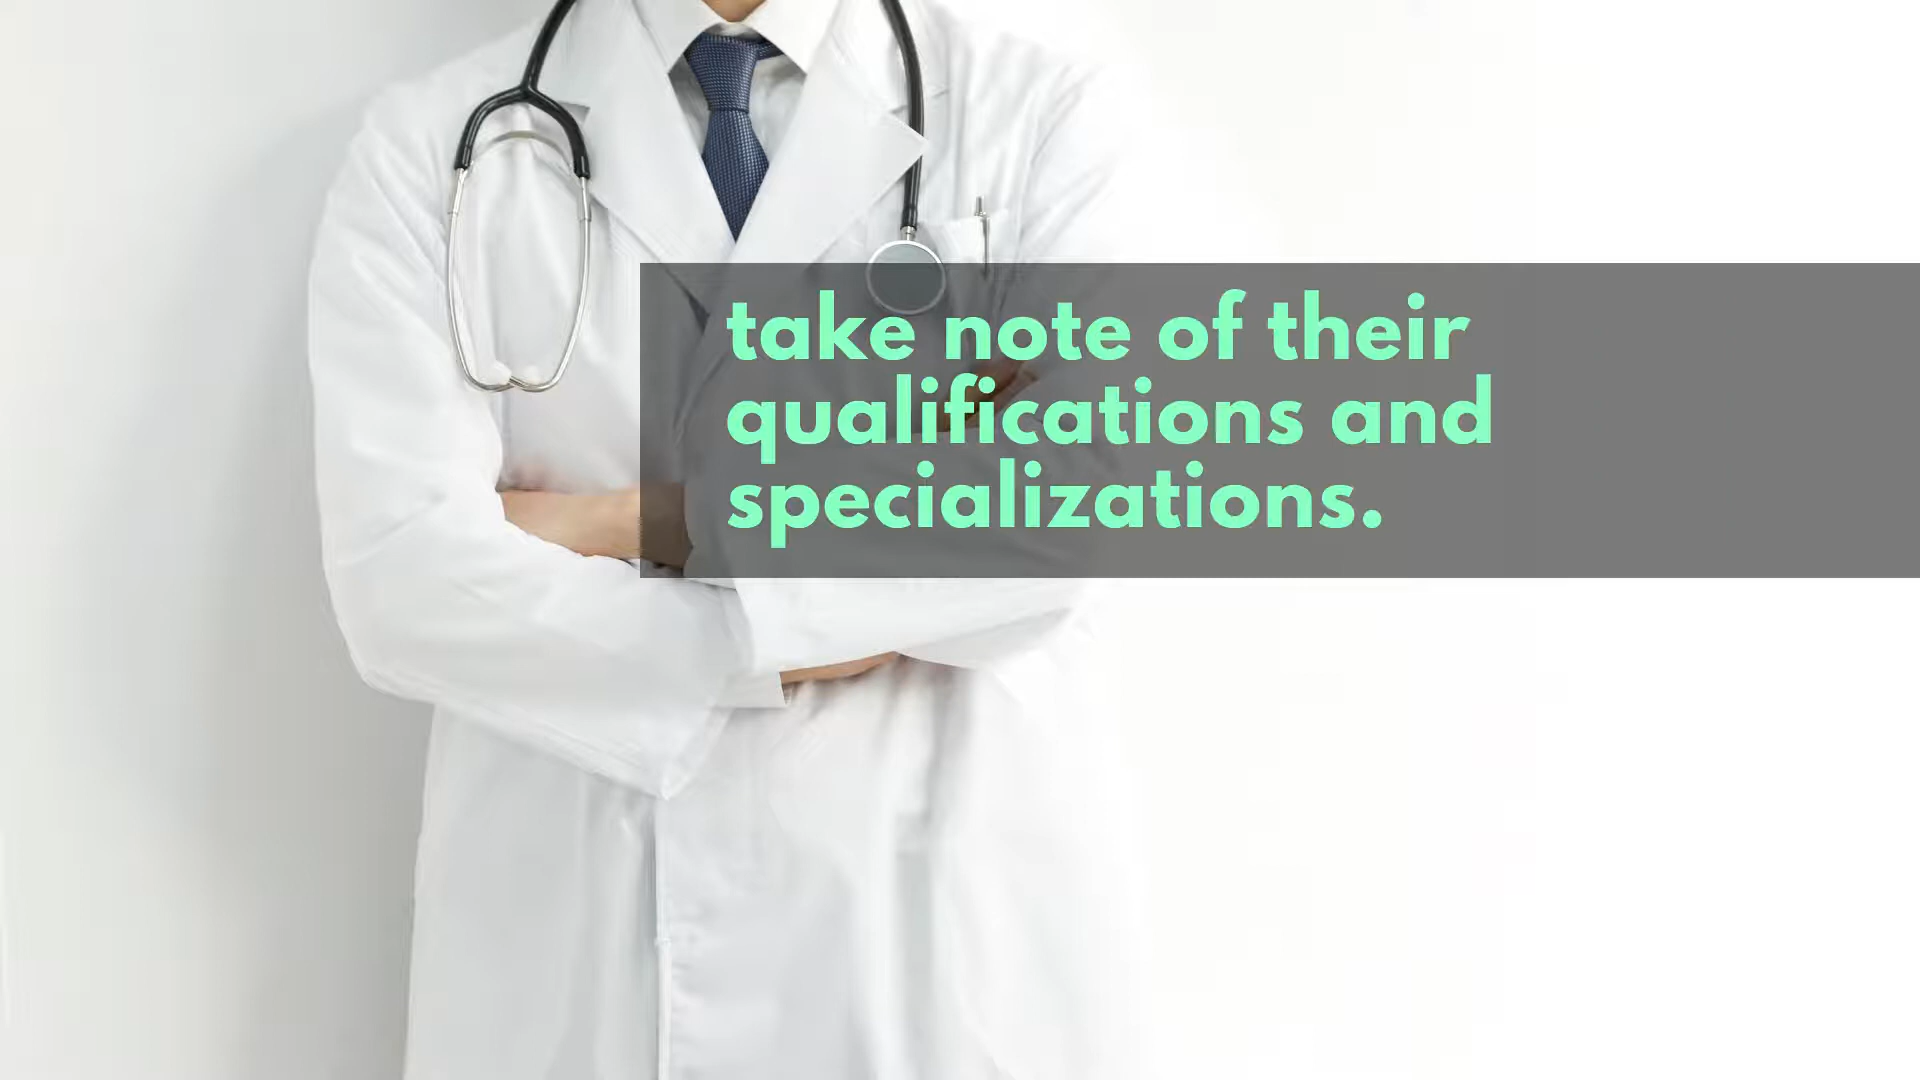 take note of their
qualifications and
specializations.